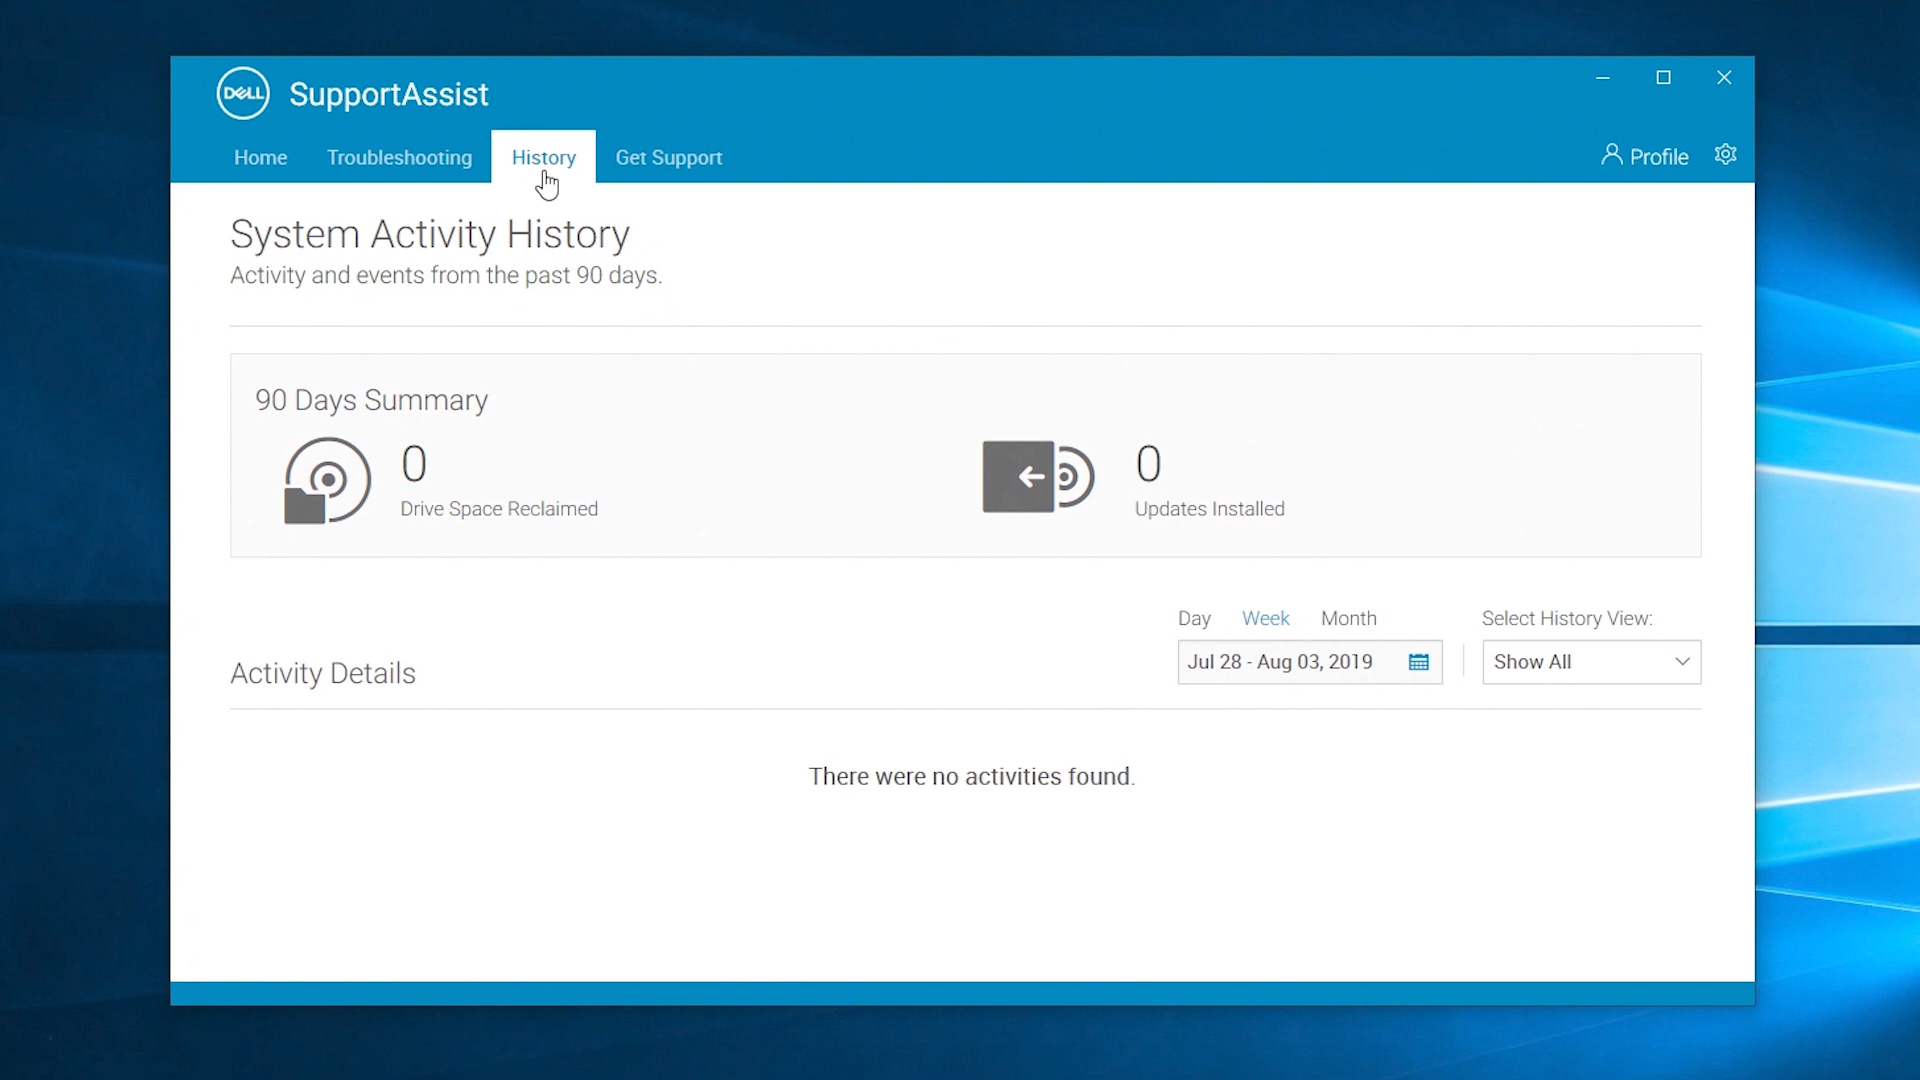 DELL
SupportAssist
Home
Troubleshooting
History
Get Support
Profile
System Activity History
Activity and events from the past 90 days.
90 Days Summary
0
Drive Space Reclaimed
0
Updates Installed
Day
Week
Month
Select History View:
Jul 28 - Aug 03, 2019
Show All
Activity Details
There were no activities found.